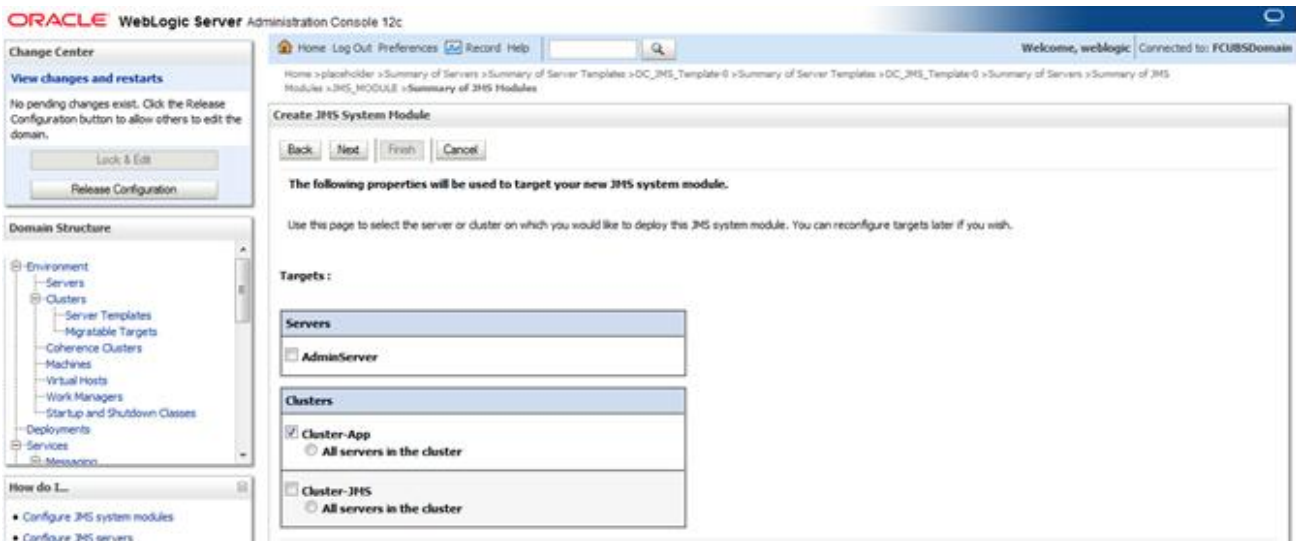 ORACLE WebLogic Server Administration Console 12c
Change Center
View changes and restarts
No pending changes exist. Click the Release
Configuration button to allow others to edit the
domain.
Lock & Edit
Release Configuration
Domain Structure
Environment
Servers
Clusters
Server Templates
Migratable Targets
Coherence Clusters
Machines
Virtual Hosts
Work Managers
Startup and Shutdown Classes
Deployments
Services
Messaging
How do I...
Configure JMS system modules
Configure JMS servers
Home Log Out Preferences Record Help
Welcome, weblogic Connected to: FCUBSDomain
Home >placeholder >Summary of Servers >Summary of Server Templates >DC_JMS_Template-0 >Summary of Server Templates >DC_JMS_Template-0 >Summary of Servers >Summary of JMS
Modules >JMS_MODULE >Summary of JMS Modules
Create JMS System Module
Back Next Finish Cancel
The following properties will be used to target your new JMS system module.
Use this page to select the server or cluster on which you would like to deploy this JMS system module. You can reconfigure targets later if you wish.
Targets :
Servers
AdminServer
Clusters
Cluster-App
All servers in the cluster
Cluster-JMS
All servers in the cluster